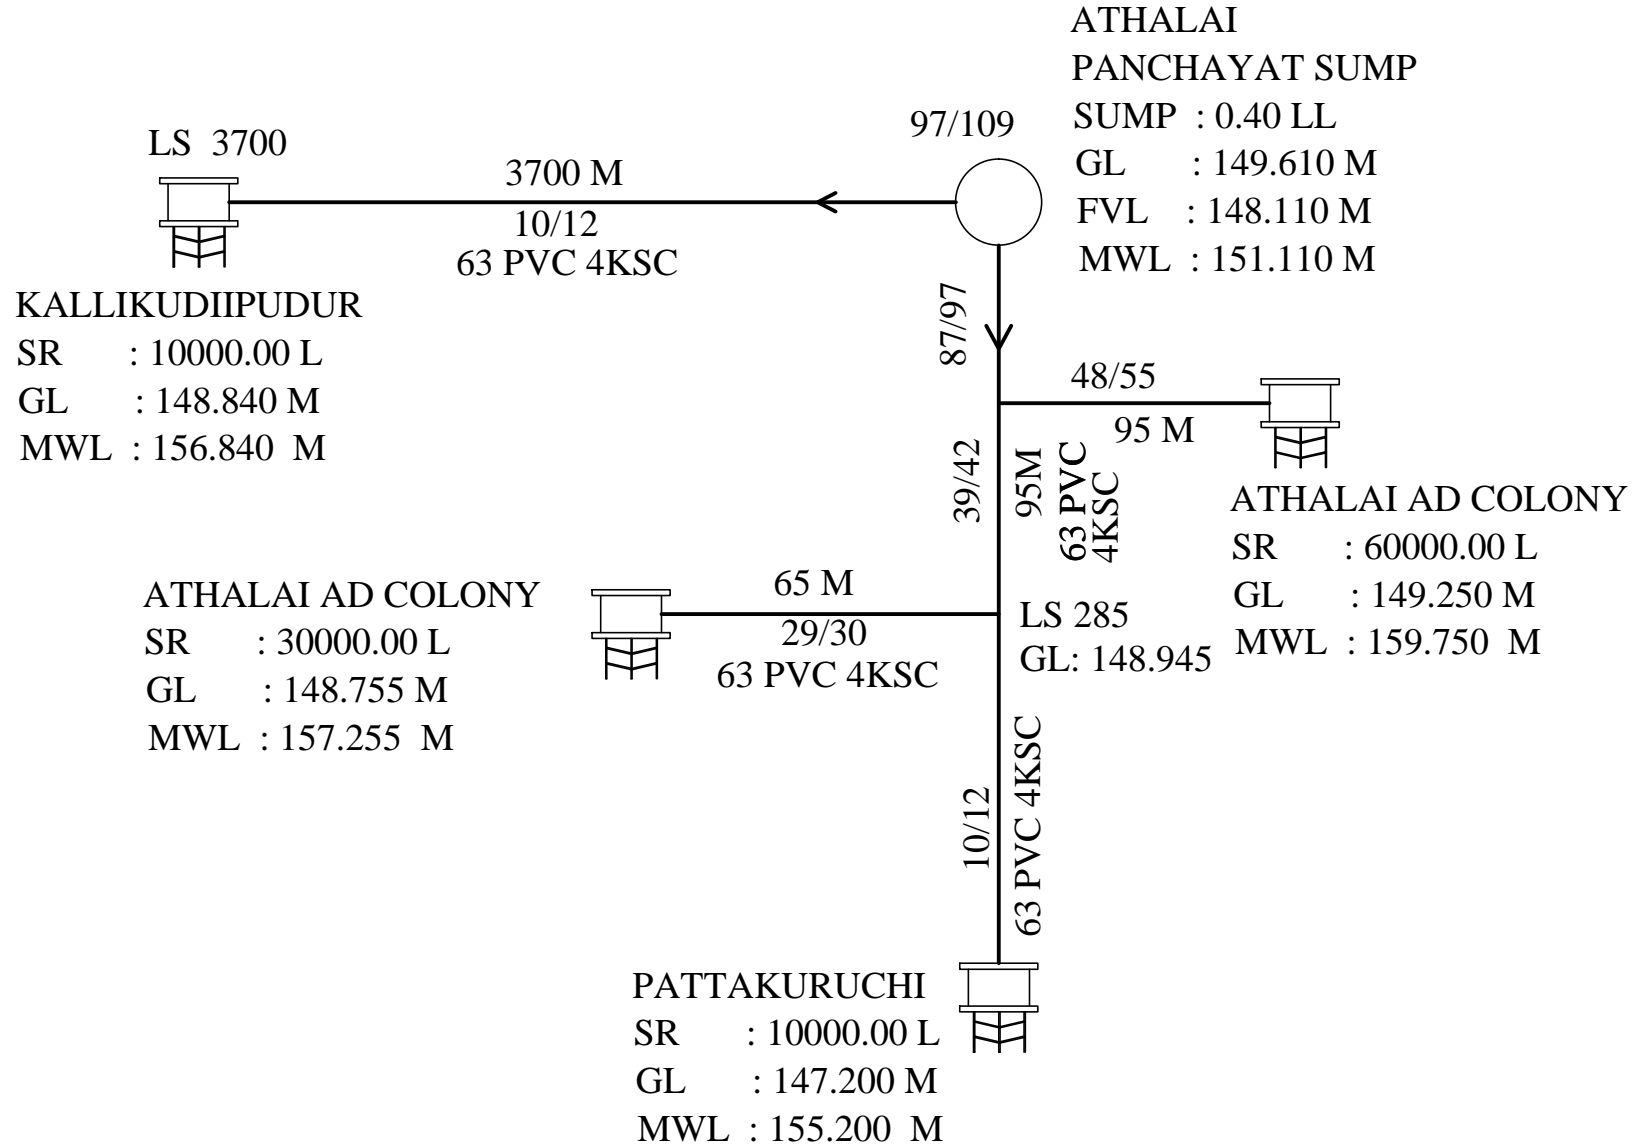 ATHALAI
PANCHAYAT SUMP
SUMP : 0.40 LL
GL : 149.610 M
FVL : 148.110 M
MWL : 151.110 M
97/109
LS 3700
3700 M
10/12
63 PVC 4KSC
KALLIKUDIIPUDUR
SR : 10000.00 L
GL : 148.840 M
MWL : 156.840 M
87/97
48/55
95 M
39/42
95M
63 PVC
4KSC
ATHALAI AD COLONY
SR : 60000.00 L
GL : 149.250 M
MWL : 159.750 M
ATHALAI AD COLONY
SR : 30000.00 L
GL : 148.755 M
MWL : 157.255 M
65 M
29/30
63 PVC 4KSC
LS 285
GL: 148.945
10/12
63 PVC 4KSC
PATTAKURUCHI
SR : 10000.00 L
GL : 147.200 M
MWL : 155.200 M